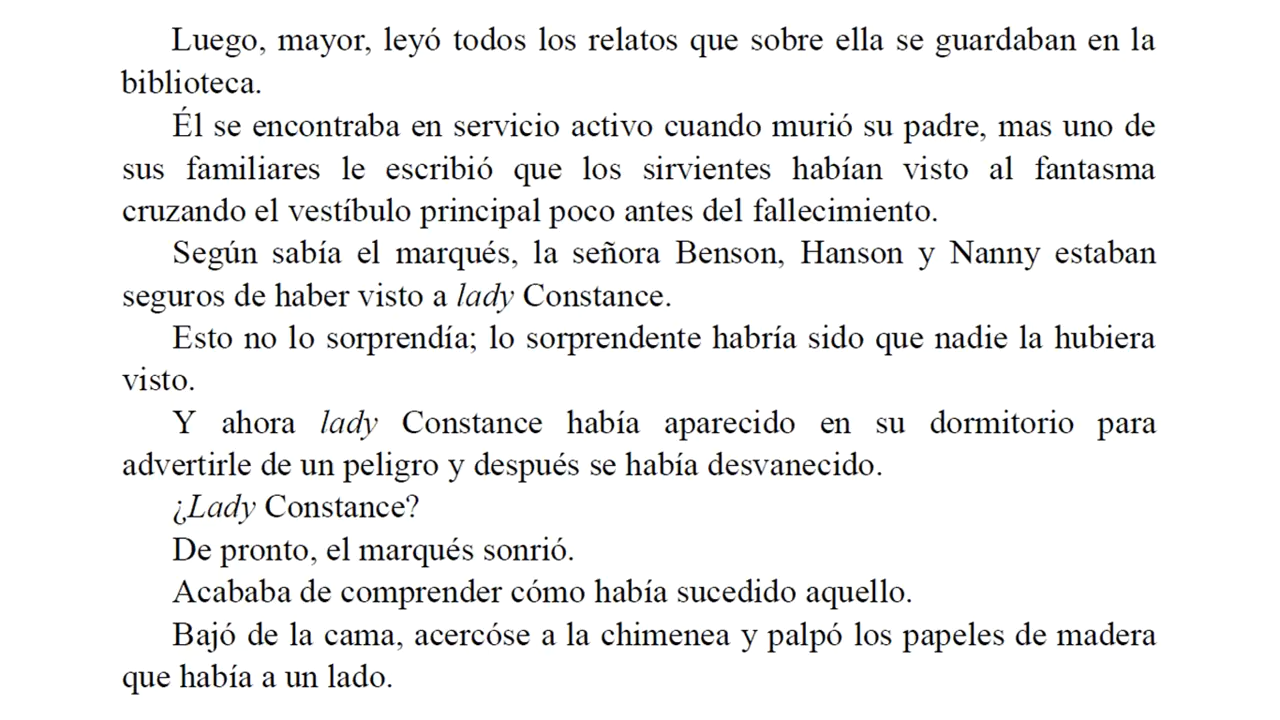 Luego, mayor, leyó todos los relatos que sobre ella se guardaban en la
biblioteca.
Él se encontraba en servicio activo cuando murió su padre, mas uno de
sus familiares le escribió que los sirvientes habían visto al fantasma
cruzando el vestíbulo principal poco antes del fallecimiento.
Según sabía el marqués, la señora Benson, Hanson y Nanny estaban
seguros de haber visto a lady Constance.
Esto no lo sorprendía; lo sorprendente habría sido que nadie la hubiera
visto.
Y ahora lady Constance había aparecido en su dormitorio para
advertirle de un peligro y después se había desvanecido.
¿Lady Constance?
De pronto, el marqués sonrió.
Acababa de comprender cómo había sucedido aquello.
Bajó de la cama, acercóse a la chimenea y palpó los papeles de madera
que había a un lado.